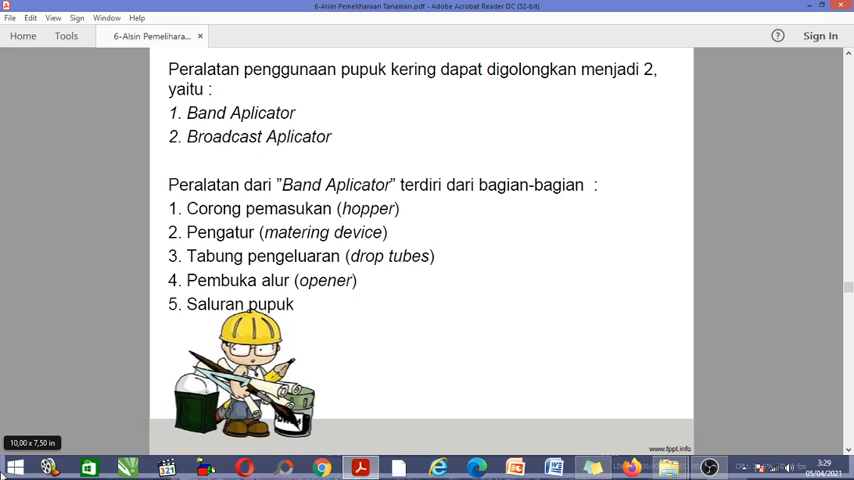 6-Alsin Pemeliharaan Tanaman.pdf - Adobe Acrobat Reader DC (32-bit)
File Edit View Sign Window Help
Home Tools 6-Alsin Pemelihara... × Sign In
Peralatan penggunaan pupuk kering dapat digolongkan menjadi 2,
yaitu :
1. Band Aplicator
2. Broadcast Aplicator
Peralatan dari ”Band Aplicator” terdiri dari bagian-bagian :
1. Corong pemasukan (hopper)
2. Pengatur (matering device)
3. Tabung pengeluaran (drop tubes)
4. Pembuka alur (opener)
5. Saluran pupuk
10,00 x 7,50 in
www.fppt.info
321
3:29
05/04/2021